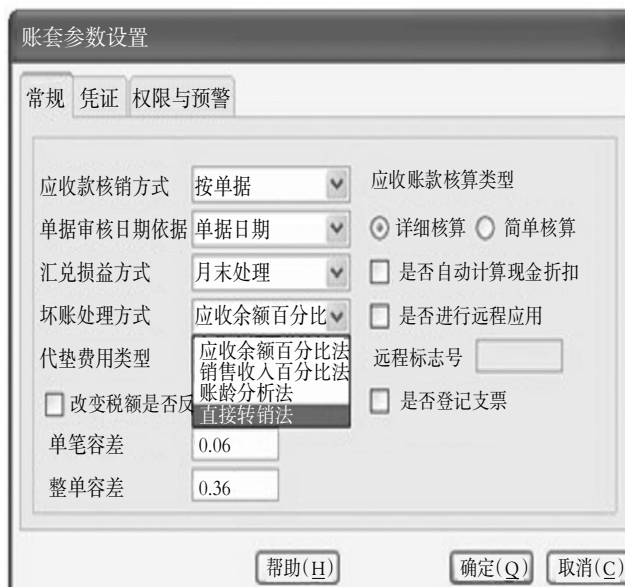 账套参数设置
常规 凭证 权限与预警
应收款核销方式 按单据 应收账款核算类型
单据审核日期依据 单据日期 详细核算 简单核算
汇兑损益方式 月末处理 是否自动计算现金折扣
坏账处理方式 应收余额百分比 是否进行远程应用
代垫费用类型 应收余额百分比法 远程标志号
销售收入百分比法
账龄分析法
改变税额是否反 直接转销法 是否登记支票
单笔容差 0.06
整单容差 0.36
帮助(H) 确定(Q) 取消(C)